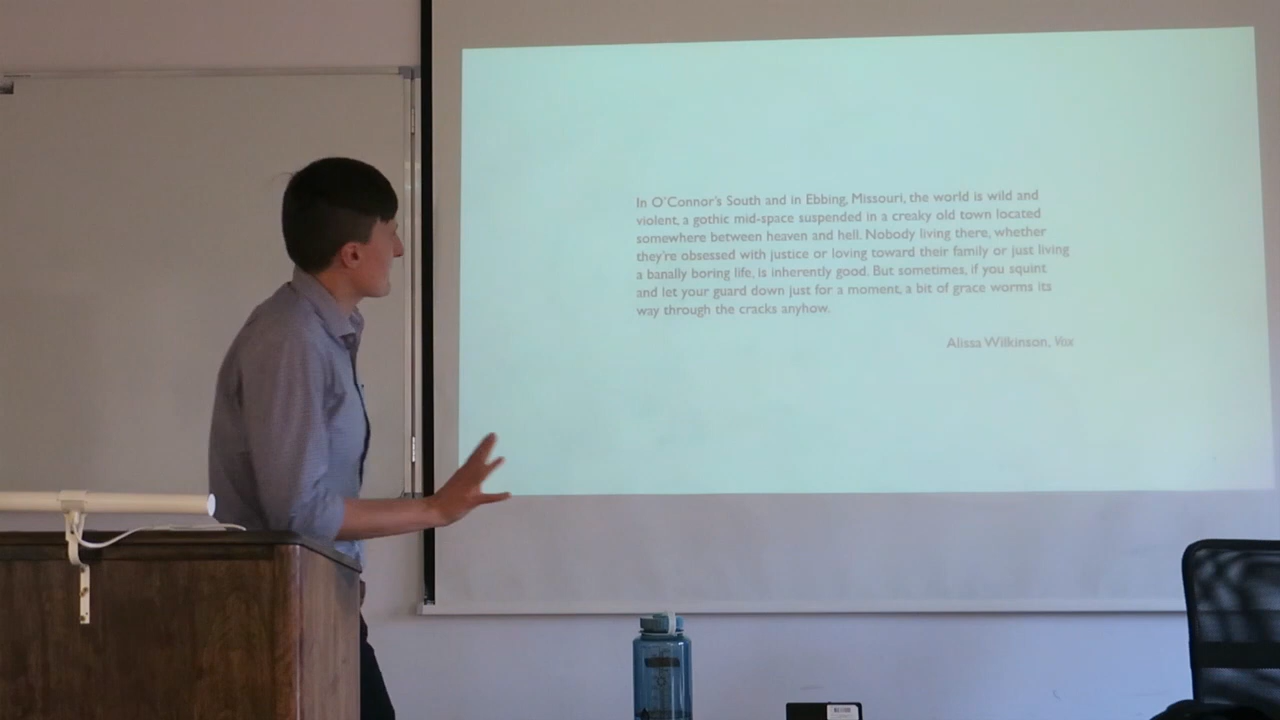 In O'Connor's South and in Ebbing, Missouri, the world is wild and
violent, a gothic mid-space suspended in a creaky old town located
somewhere between heaven and hell. Nobody living there, whether
they're obsessed with justice or loving toward their family or just living
a banally boring life, is inherently good. But sometimes, if you squint
and let your guard down just for a moment, a bit of grace worms its
way through the cracks anyhow.
Alissa Wilkinson, Vox